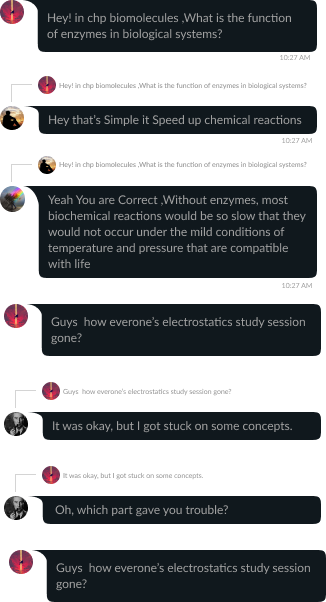 Hey! in chp biomolecules ,What is the function
of enzymes in biological systems?
10:27 AM
Hey! in chp biomolecules ,What is the function of enzymes in biological systems?
Hey that's Simple it Speed up chemical reactions
10:27 AM
Hey! in chp biomolecules ,What is the function of enzymes in biological systems?
Yeah You are Correct ,Without enzymes, most
biochemical reactions would be so slow that they
would not occur under the mild conditions of
temperature and pressure that are compatible
with life
10:27 AM
Guys how everone's electrostatics study session
gone?
Guys how everone's electrostatics study session gone?
It was okay, but I got stuck on some concepts.
It was okay, but I got stuck on some concepts.
Oh, which part gave you trouble?
Guys how everone's electrostatics study session
gone?